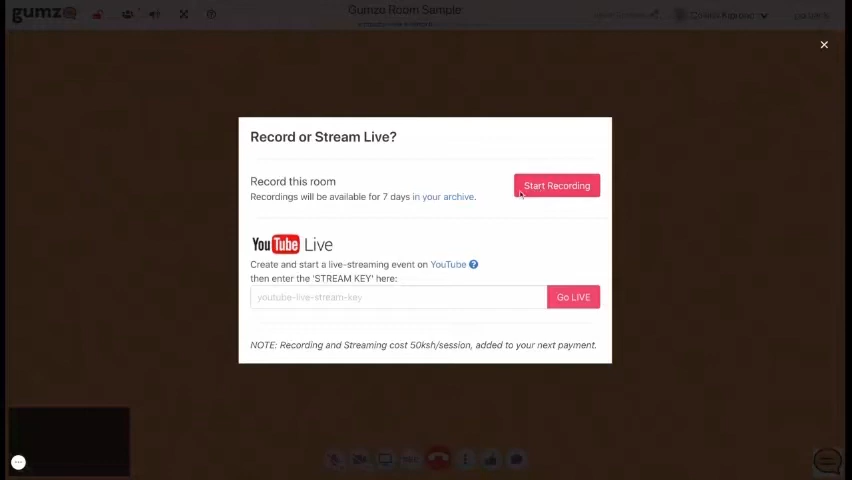 gumzo
Gumzo Room Sample
Record or Stream Live?
Record this room
Recordings will be available for 7 days in your archive.
Start Recording
YouTube Live
Create and start a live-streaming event on YouTube ?
then enter the 'STREAM KEY' here:
youtube-live-stream-key
Go LIVE
NOTE: Recording and Streaming cost 50ksh/session, added to your next payment.